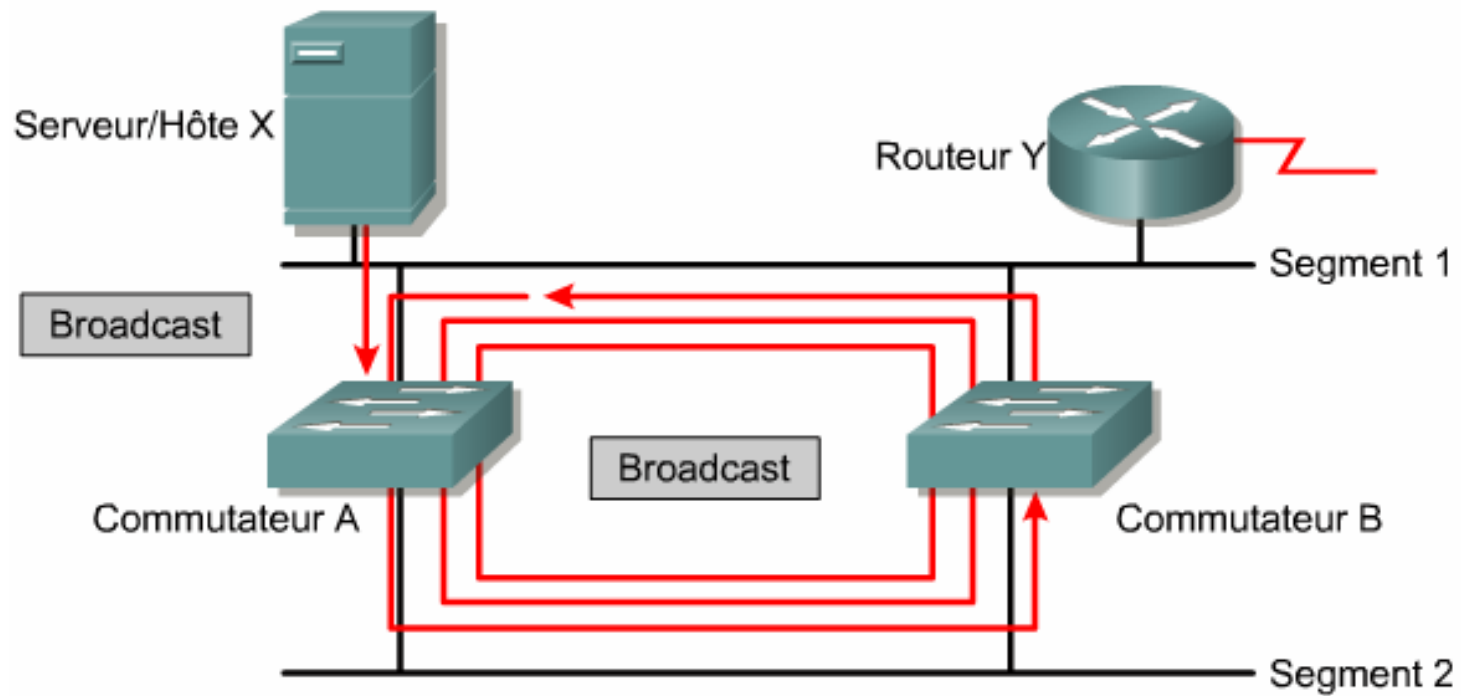 Serveur/Hôte X
Routeur Y
Segment 1
Broadcast
Broadcast
Commutateur A
Commutateur B
Segment 2